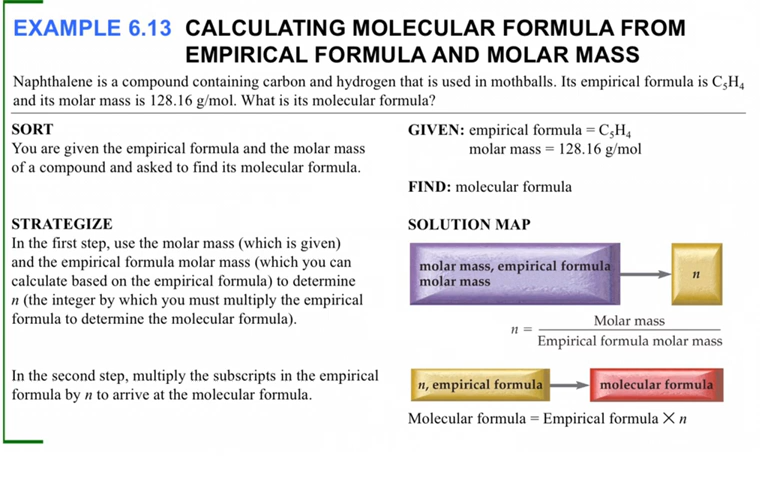 EXAMPLE 6.13 CALCULATING MOLECULAR FORMULA FROM
EMPIRICAL FORMULA AND MOLAR MASS
Naphthalene is a compound containing carbon and hydrogen that is used in mothballs. Its empirical formula is C₅H₄
and its molar mass is 128.16 g/mol. What is its molecular formula?
SORT
You are given the empirical formula and the molar mass
of a compound and asked to find its molecular formula.
GIVEN: empirical formula = C₅H₄
molar mass = 128.16 g/mol
FIND: molecular formula
STRATEGIZE
In the first step, use the molar mass (which is given)
and the empirical formula molar mass (which you can
calculate based on the empirical formula) to determine
n (the integer by which you must multiply the empirical
formula to determine the molecular formula).
In the second step, multiply the subscripts in the empirical
formula by n to arrive at the molecular formula.
SOLUTION MAP
molar mass, empirical formula
molar mass
n
n = Molar mass
Empirical formula molar mass
n, empirical formula
molecular formula
Molecular formula = Empirical formula × n